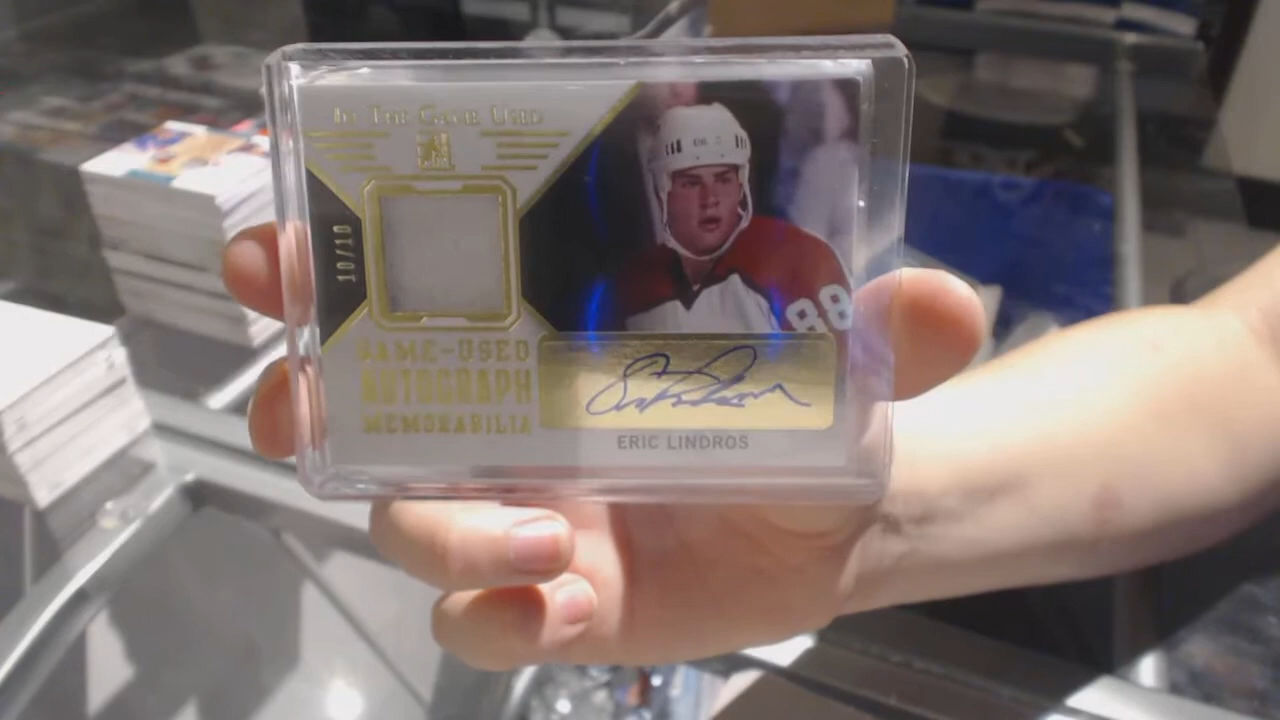 IN THE GAME USED
10/10
88
GAME-USED
AUTOGRAPH
MEMORABILIA
ERIC LINDROS